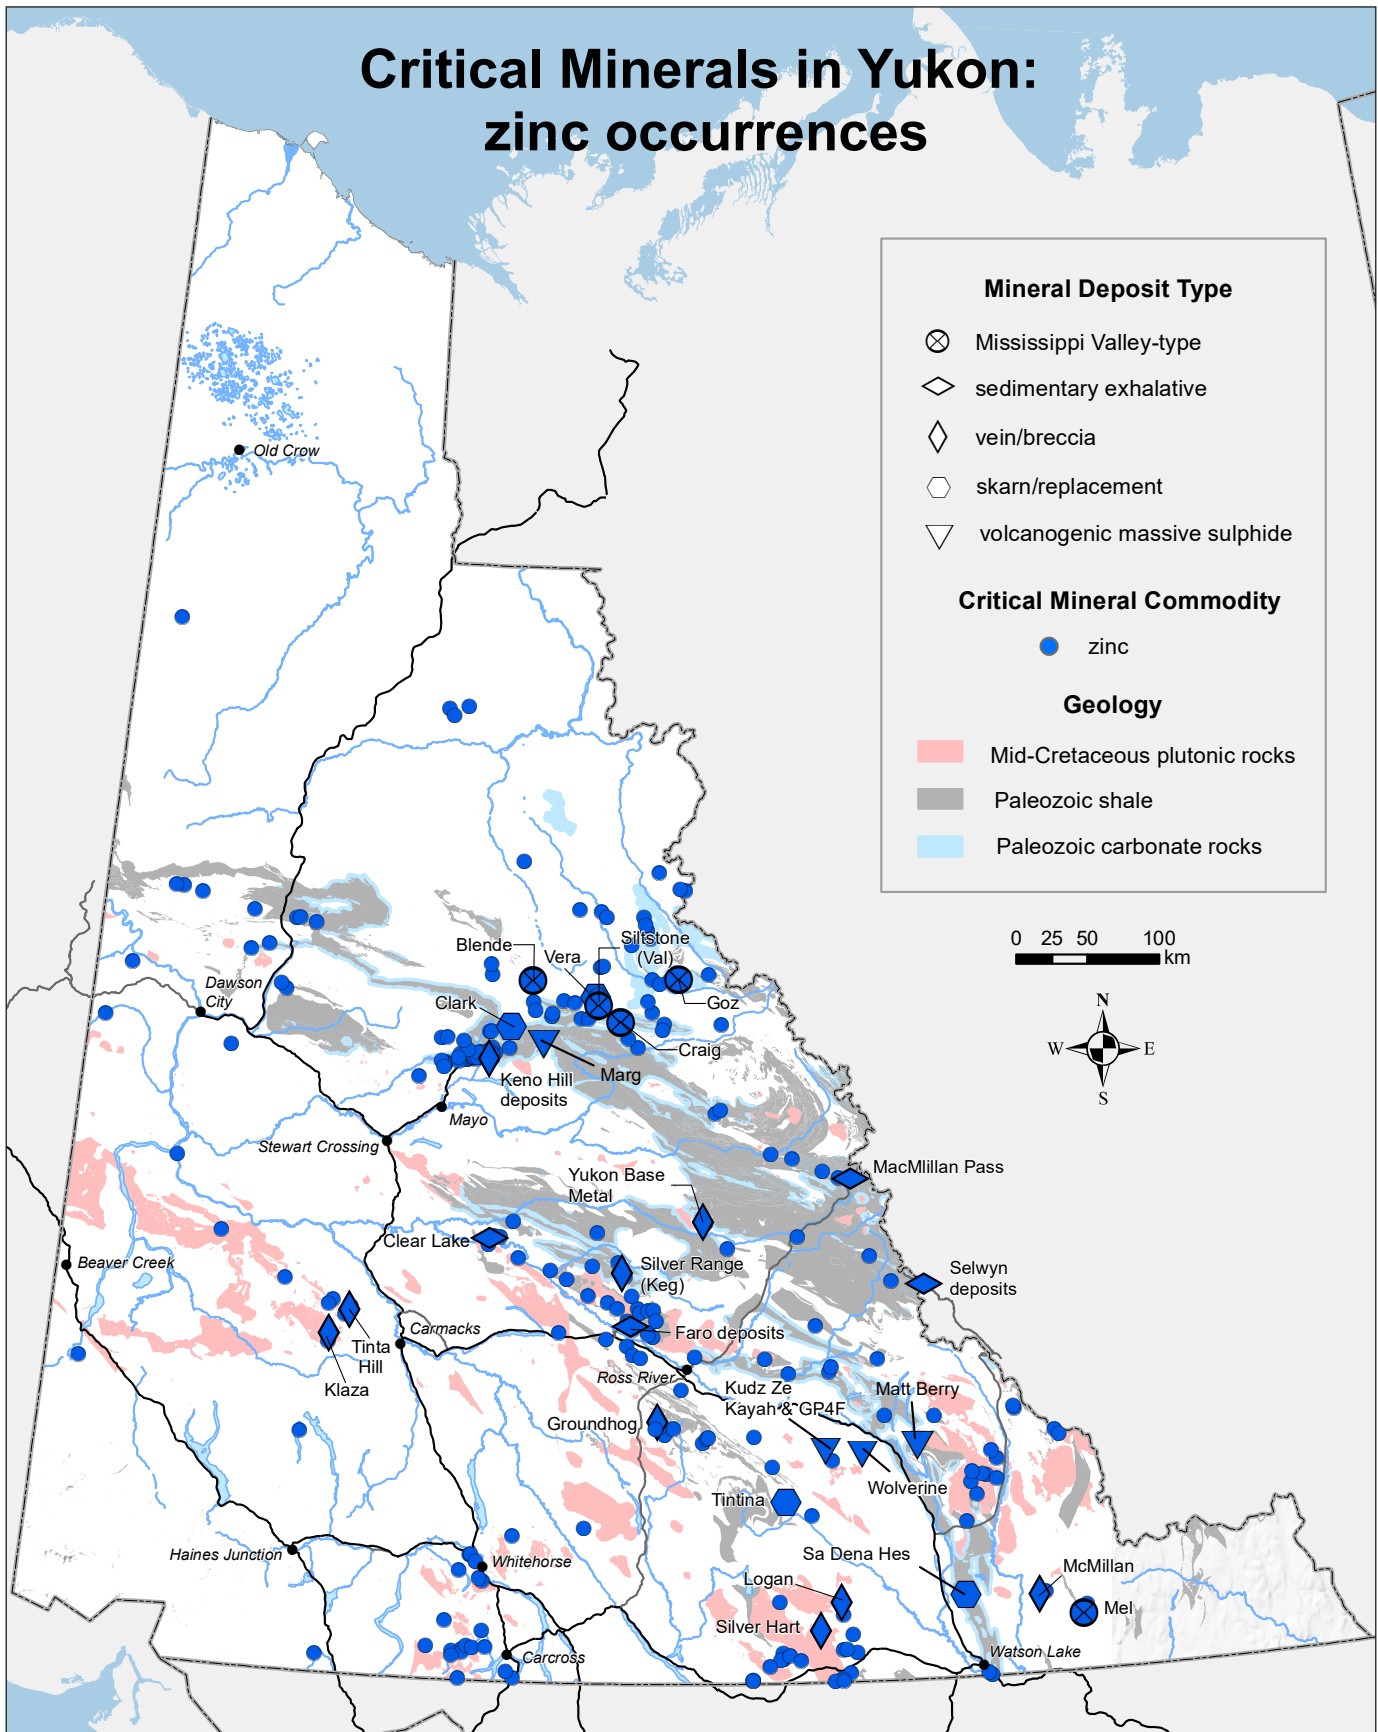 Critical Minerals in Yukon:
zinc occurrences
Mineral Deposit Type
Mississippi Valley-type
sedimentary exhalative
vein/breccia
skarn/replacement
volcanogenic massive sulphide
Critical Mineral Commodity
zinc
Geology
Mid-Cretaceous plutonic rocks
Paleozoic shale
Paleozoic carbonate rocks
0 25 50 100
km
N
W E
S
Old Crow
Blende
Vera
Siltstone
(Val)
Dawson
City
Clark
Goz
Craig
Keno Hill
deposits
Marg
Mayo
Stewart Crossing
MacMlillan Pass
Yukon Base
Metal
Clear Lake
Beaver Creek
Silver Range
(Keg)
Selwyn
deposits
Carmacks
Faro deposits
Tinta
Hill
Klaza
Ross River
Kudz Ze
Kayah & GP4F
Matt Berry
Groundhog
Wolverine
Tintina
Haines Junction
Whitehorse
Sa Dena Hes
Logan
McMillan
Mel
Silver Hart
Carcross
Watson Lake